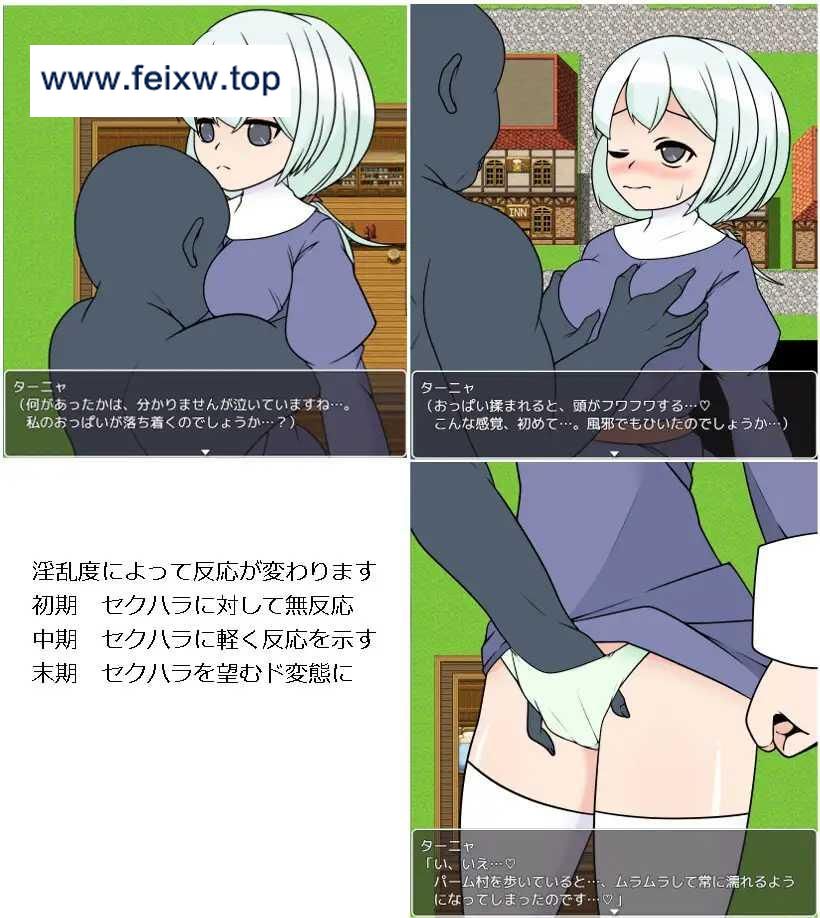 www.feixw.top
ターニャ
(何があったかは、分かりませんが泣いていますね…。
私のおっぱいが落ち着くのでしょうか…?)
INN
ターニャ
(おっぱい揉まれると、頭がフワフワする…♡
こんな感覚、初めて…。風邪でもひいたのでしょうか…)
淫乱度によって反応が変わります
初期 セクハラに対して無反応
中期 セクハラに軽く反応を示す
末期 セクハラを望むド変態に
ターニャ
「い、いえ…♡
パーム村を歩いていると…、ムラムラして常に濡れるよう
になってしまったのです…♡」